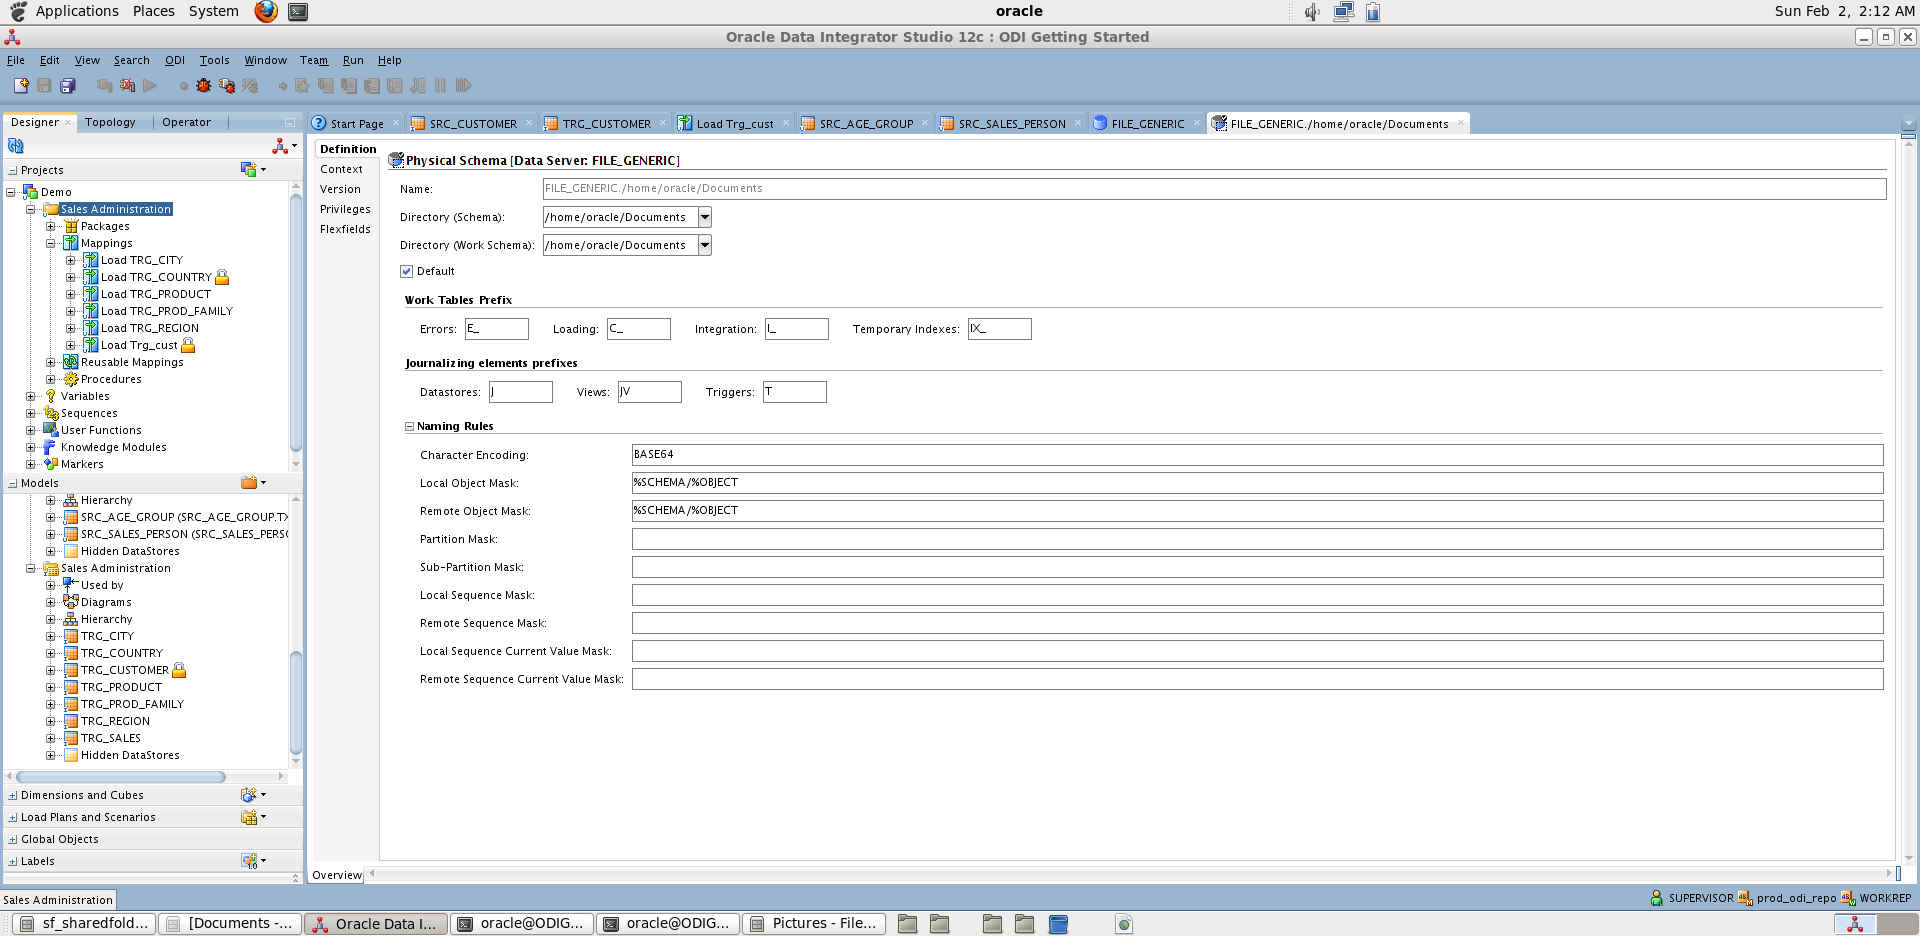 Applications Places System oracle Sun Feb 2, 2:12 AM
Oracle Data Integrator Studio 12c : ODI Getting Started
File Edit View Search ODI Tools Window Team Run Help
Designer Topology Operator
Start Page SRC_CUSTOMER TRG_CUSTOMER Load Trg_cust SRC_AGE_GROUP SRC_SALES_PERSON FILE_GENERIC FILE_GENERIC./home/oracle/Documents
Projects
Demo
Sales Administration
Packages
Mappings
Load TRG_CITY
Load TRG_COUNTRY
Load TRG_PRODUCT
Load TRG_PROD_FAMILY
Load TRG_REGION
Load Trg_cust
Reusable Mappings
Procedures
Variables
Sequences
User Functions
Knowledge Modules
Markers
Models
Hierarchy
SRC_AGE_GROUP (SRC_AGE_GROUP.TX
SRC_SALES_PERSON (SRC_SALES_PERSO
Hidden DataStores
Sales Administration
Used by
Diagrams
Hierarchy
TRG_CITY
TRG_COUNTRY
TRG_CUSTOMER
TRG_PRODUCT
TRG_PROD_FAMILY
TRG_REGION
TRG_SALES
Hidden DataStores
Dimensions and Cubes
Load Plans and Scenarios
Global Objects
Labels
1.0
Definition
Context
Version
Privileges
Flexfields
Physical Schema [Data Server: FILE_GENERIC]
Name: FILE_GENERIC./home/oracle/Documents
Directory (Schema): /home/oracle/Documents
Directory (Work Schema): /home/oracle/Documents
Default
Work Tables Prefix
Errors: E_ Loading: C_ Integration: I_ Temporary Indexes: IX_
Journalizing elements prefixes
Datastores: J Views: JV Triggers: T
Naming Rules
Character Encoding: BASE64
Local Object Mask: %SCHEMA/%OBJECT
Remote Object Mask: %SCHEMA/%OBJECT
Partition Mask:
Sub-Partition Mask:
Local Sequence Mask:
Remote Sequence Mask:
Local Sequence Current Value Mask:
Remote Sequence Current Value Mask:
Overview
Sales Administration SUPERVISOR prod_odi_repo WORKREP
sf_sharedfold... [Documents -... Oracle Data I... oracle@ODIG... oracle@ODIG... Pictures - File...